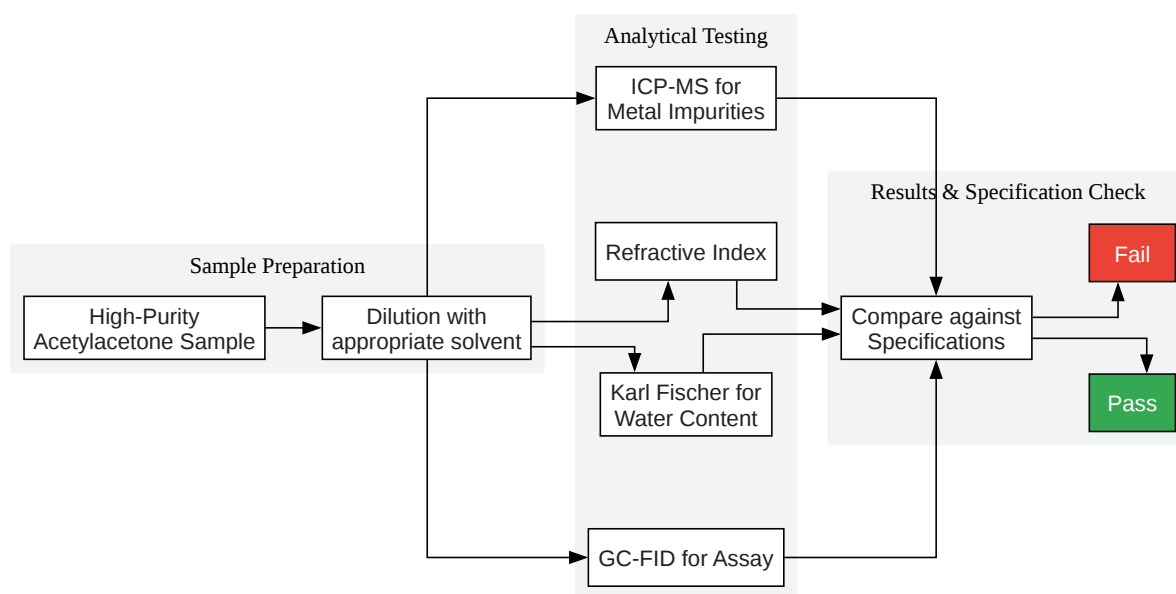 Sample Preparation
High-Purity
Acetylacetone Sample
Dilution with
appropriate solvent
Analytical Testing
ICP-MS for
Metal Impurities
Refractive Index
Karl Fischer for
Water Content
GC-FID for Assay
Results & Specification Check
Compare against
Specifications
Fail
Pass